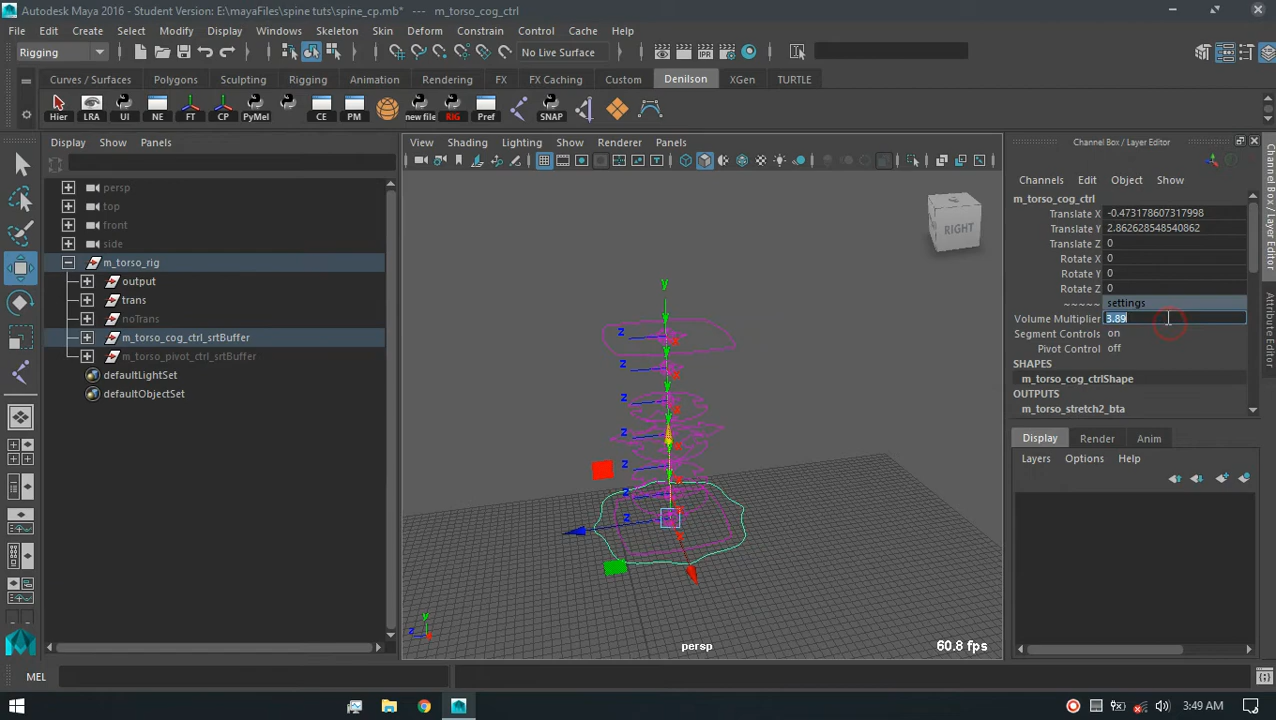 Autodesk Maya 2016 - Student Version: E:\mayaFiles\spine tuts\spine_cp.mb*  --- m_torso_cog_ctrl
File Edit Create Select Modify Display Windows Skeleton Skin Deform Constrain Control Cache Help
Rigging No Live Surface
Curves / Surfaces Polygons Sculpting Rigging Animation Rendering FX FX Caching Custom Denilson XGen TURTLE
Hier LRA UI NE FT CP PyMel CE PM new file RIG Pref SNAP
Display Show Panels
View Shading Lighting Show Renderer Panels
Channel Box / Layer Editor
Channels Edit Object Show
persp
top
front
side
m_torso_rig
output
trans
noTrans
m_torso_cog_ctrl_srtBuffer
m_torso_pivot_ctrl_srtBuffer
defaultLightSet
defaultObjectSet
RIGHT
y
z x
z x
z x
z x
z x
z x
z x
y
z
persp
60.8 fps
m_torso_cog_ctrl
Translate X -0.473178607317998
Translate Y 2.862628548540862
Translate Z 0
Rotate X 0
Rotate Y 0
Rotate Z 0
~~~~~ settings
Volume Multiplier 3.89
Segment Controls on
Pivot Control off
SHAPES
m_torso_cog_ctrlShape
OUTPUTS
m_torso_stretch2_bta
Display Render Anim
Layers Options Help
Channel Box / Layer Editor
Attribute Editor
MEL
3:49 AM